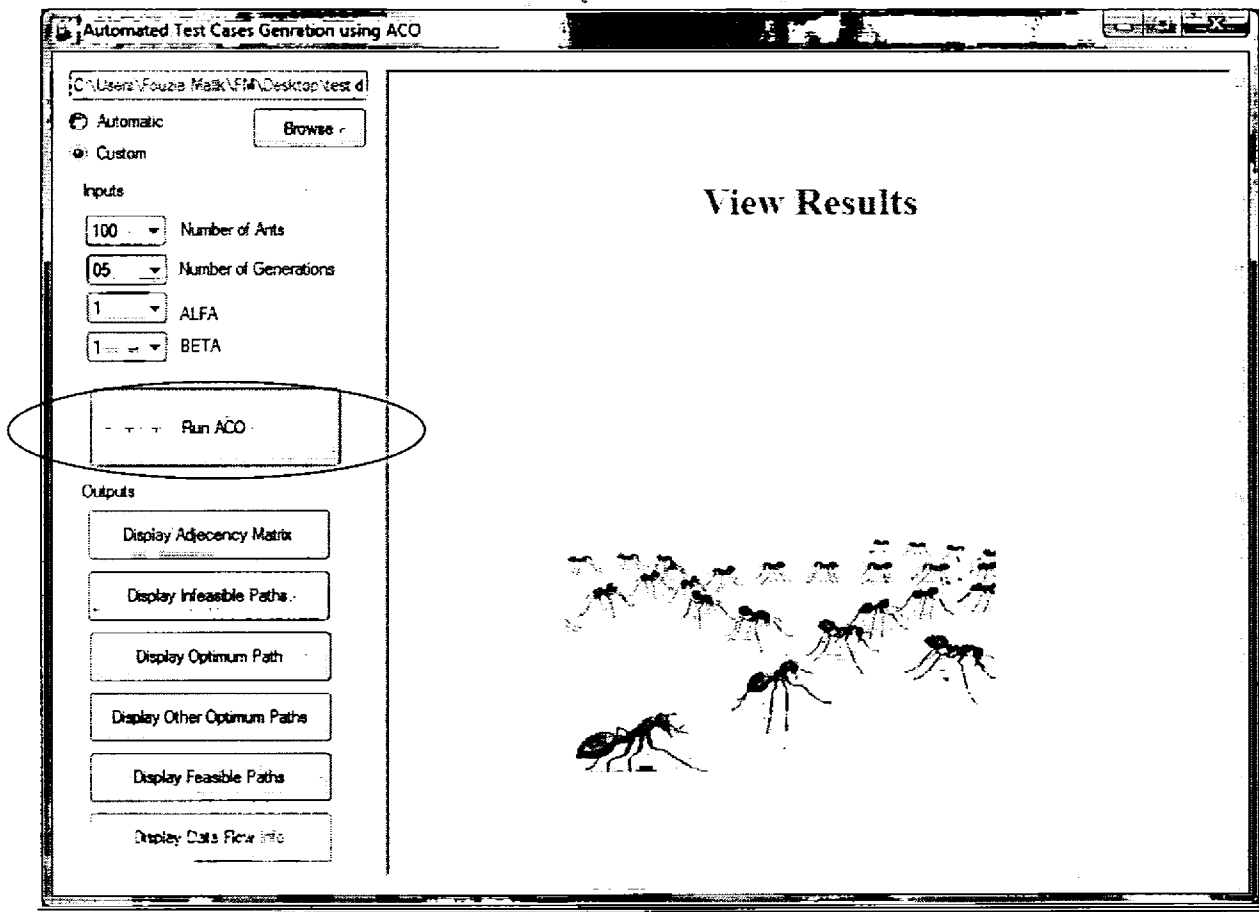 Automated Test Cases Genration using ACO
C:\Users\Fouzia Malik\FM\Desktop\test d
Automatic
Browse
Custom
Inputs
100 Number of Ants
05 Number of Generations
1 ALFA
1 BETA
Run ACO
Outputs
Display Adjecency Matrix
Display Infeasible Paths
Display Optimum Path
Display Other Optimum Paths
Display Feasible Paths
Display Data Flow Info
View Results